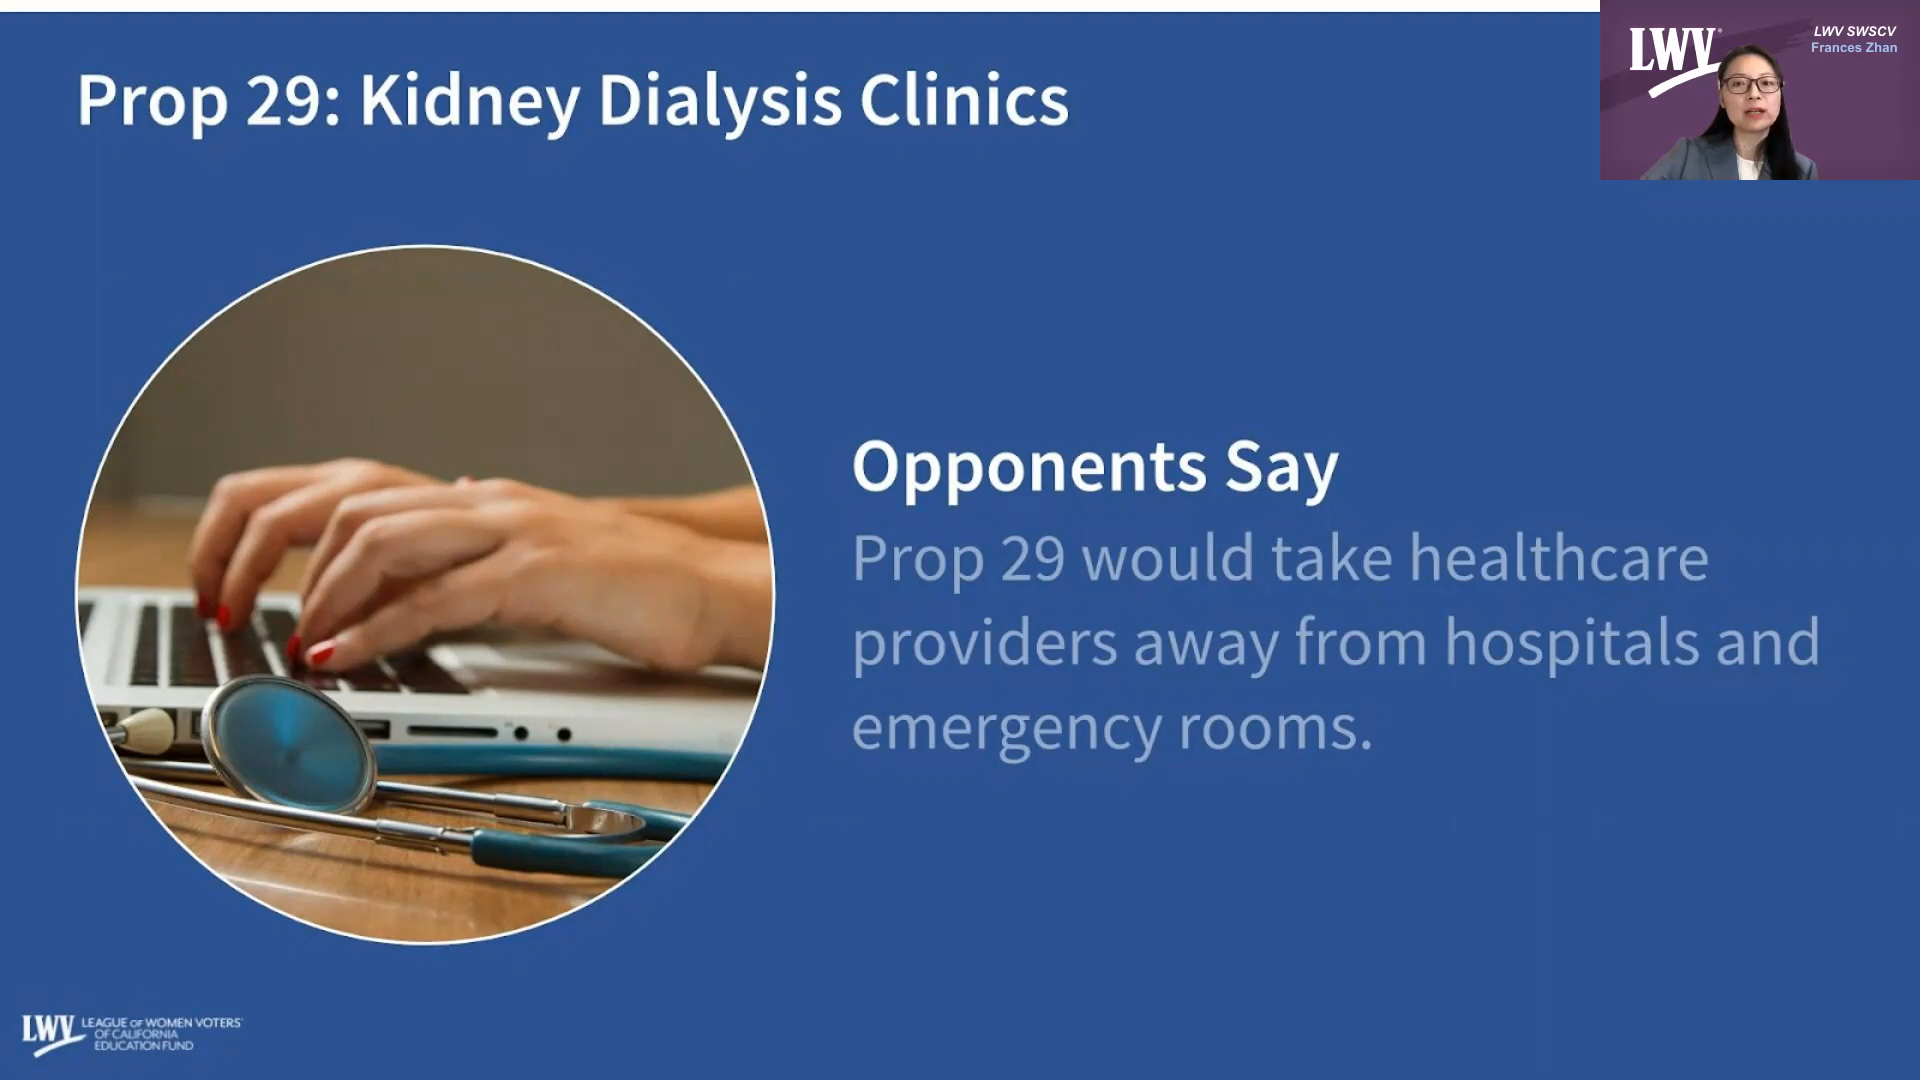 Prop 29: Kidney Dialysis Clinics
LWV
LWV SWSCV
Frances Zhan
Opponents Say
Prop 29 would take healthcare
providers away from hospitals and
emergency rooms.
LWV
LEAGUE OF WOMEN VOTERS®
OF CALIFORNIA
EDUCATION FUND